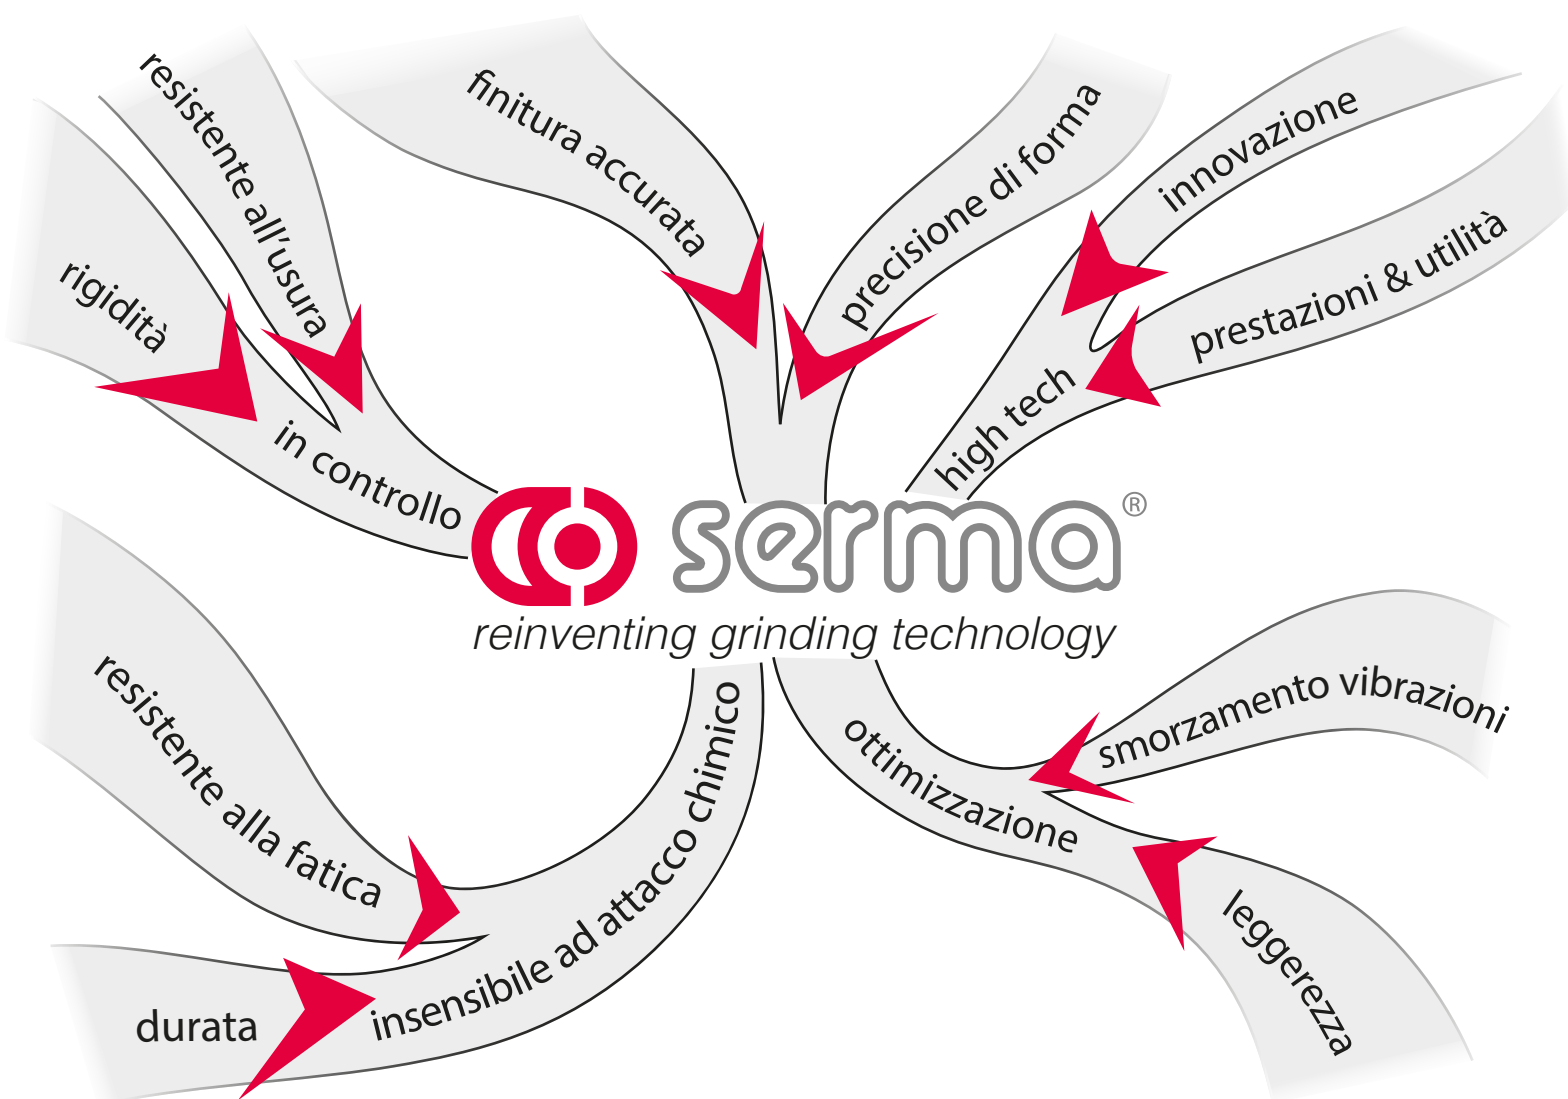 resistente all'usura
finitura accurata
precisione di forma
innovazione
rigidità
prestazioni & utilità
in controllo
high tech
serma®
reinventing grinding technology
resistente alla fatica
insensibile ad attacco chimico
ottimizzazione
smorzamento vibrazioni
durata
leggerezza